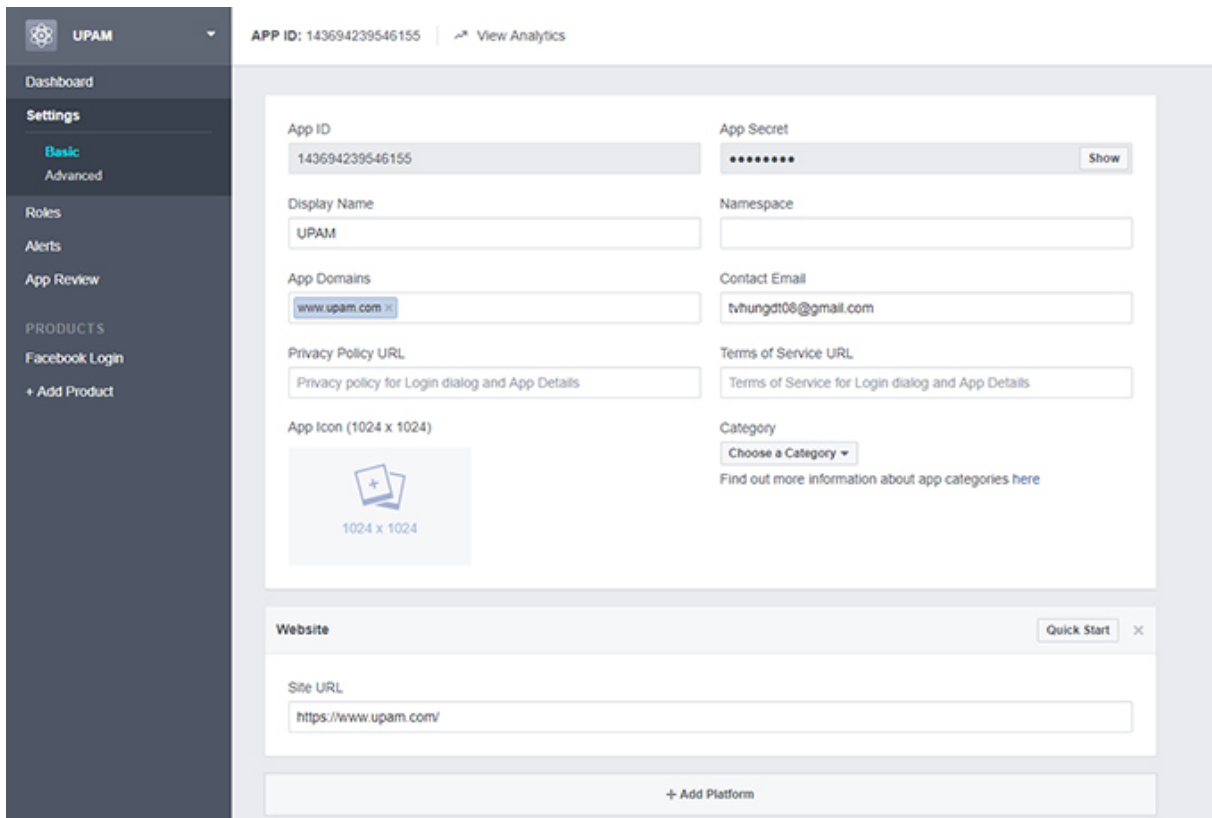 UPAM
APP ID: 143694239546155
View Analytics
Dashboard
Settings
Basic
Advanced
Roles
Alerts
App Review
PRODUCTS
Facebook Login
+ Add Product
App ID
143694239546155
App Secret
••••••••
Show
Display Name
UPAM
Namespace
App Domains
www.upam.com ×
Contact Email
tvhungdt08@gmail.com
Privacy Policy URL
Privacy policy for Login dialog and App Details
Terms of Service URL
Terms of Service for Login dialog and App Details
App Icon (1024 x 1024)
1024 x 1024
Category
Choose a Category
Find out more information about app categories here
Website
Quick Start
Site URL
https://www.upam.com/
+ Add Platform